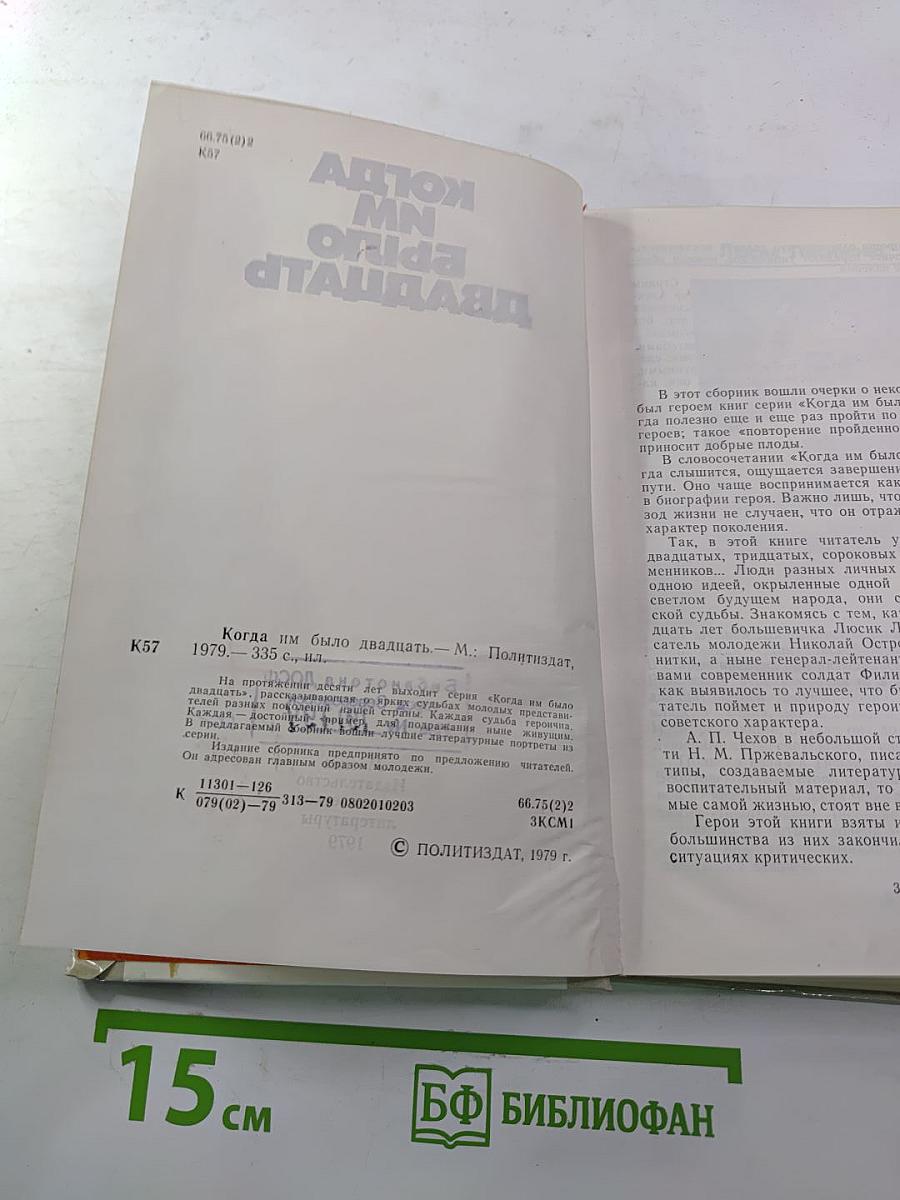 66.75(2)2
К57
КОГДА
ИМ
БЫЛО
ДВАДЦАТЬ
Когда им было двадцать.— М.: Политиздат,
К57 1979.— 335 с., ил.
На протяжении десяти лет выходит серия «Когда им было
двадцать», рассказывающая о ярких судьбах молодых представи-
телей разных поколений нашей страны. Каждая судьба героична.
Каждая — достойный пример для подражания ныне живущим.
В предлагаемый сборник вошли лучшие литературные портреты из
серии.
Издание сборника предпринято по предложению читателей.
Он адресован главным образом молодежи.
К 11301—126
079(02)—79 313—79 0802010203
66.75(2)2
3КСМ1
Издательство
литературы
1979
© ПОЛИТИЗДАТ, 1979 г.
В этот сборник вошли очерки о неко
был героем книг серии «Когда им был
гда полезно еще и еще раз пройти по
героев; такое «повторение пройденно
приносит добрые плоды.
В словосочетании «Когда им было
гда слышится, ощущается завершени
пути. Оно чаще воспринимается как
в биографии героя. Важно лишь, что
зод жизни не случаен, что он отраж
характер поколения.
Так, в этой книге читатель у
двадцатых, тридцатых, сороковых
менников... Люди разных личных
одною идеей, окрыленные одной
светлом будущем народа, они с
ской судьбы. Знакомясь с тем, ка
дцать лет большевичка Люсик Л
сатель молодежи Николай Остро
нитки, а ныне генерал-лейтенан
вами современник солдат Фили
как выявилось то лучшее, что бы
татель поймет и природу герои
советского характера.
А. П. Чехов в небольшой ст
ти Н. М. Пржевальского, писа
типы, создаваемые литератур
воспитательный материал, то
мые самой жизнью, стоят вне в
Герои этой книги взяты и
большинства из них закончил
ситуациях критических.
3
15 см
БФ БИБЛИОФАН